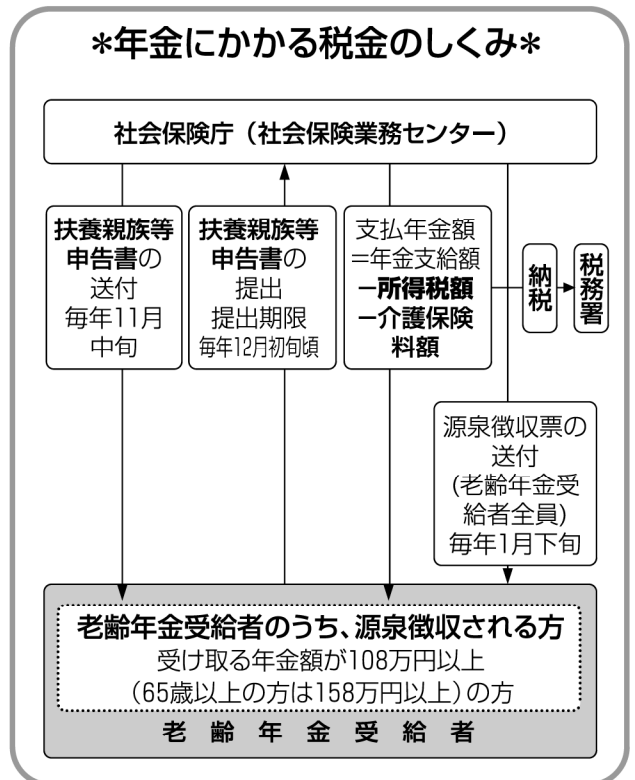 ＊年金にかかる税金のしくみ＊
社会保険庁（社会保険業務センター）
扶養親族等
申告書の
送付
毎年11月
中旬
扶養親族等
申告書の
提出
提出期限
毎年12月初旬頃
支払年金額
＝年金支給額
－所得税額
－介護保険
料額
納税
税務署
源泉徴収票の
送付
(老齢年金受
給者全員)
毎年1月下旬
老齢年金受給者のうち、源泉徴収される方
受け取る年金額が108万円以上
（65歳以上の方は158万円以上）の方
老齢年金受給者